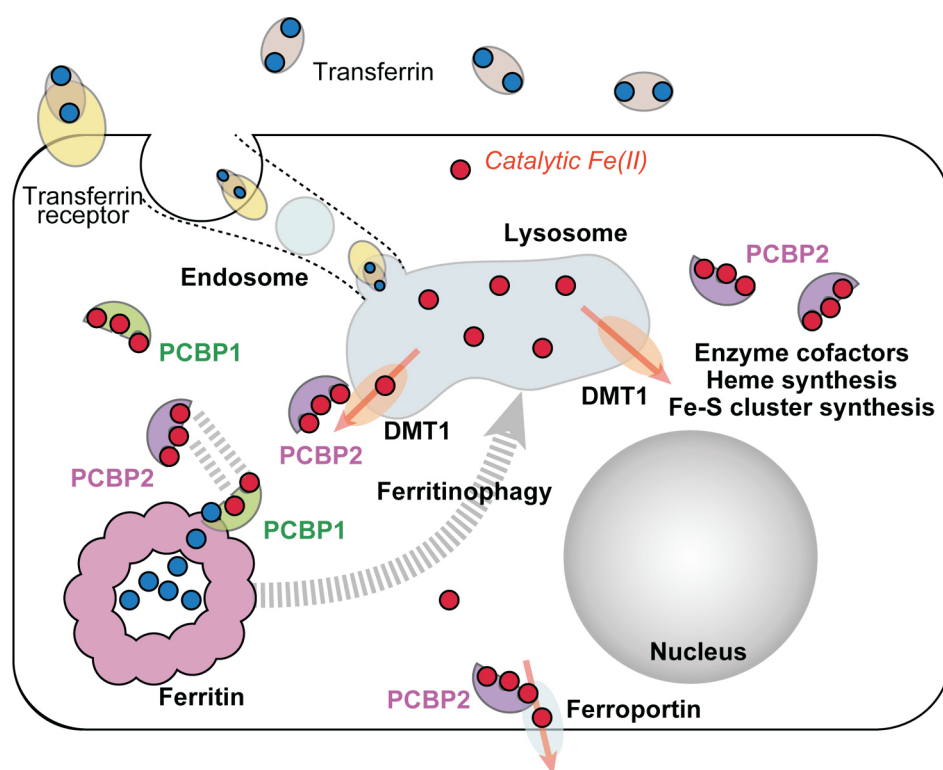 Transferrin
Catalytic Fe(II)
Transferrin
receptor
Lysosome
PCBP2
Endosome
PCBP1
Enzyme cofactors
Heme synthesis
Fe-S cluster synthesis
DMT1
DMT1
PCBP2
PCBP2
Ferritinophagy
PCBP1
Nucleus
Ferritin
PCBP2
Ferroportin